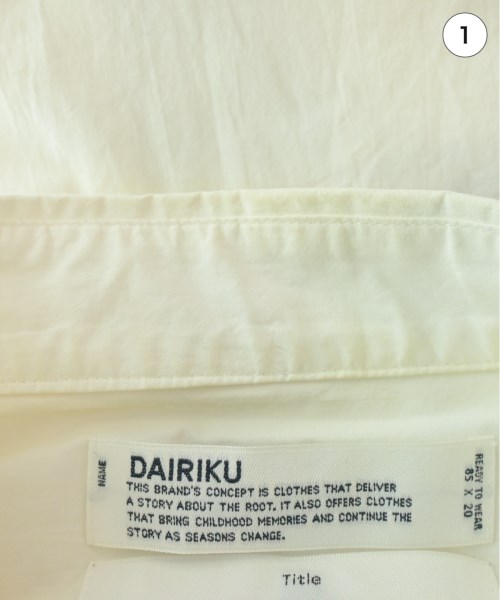 1
NAME
DAIRIKU
THIS BRAND'S CONCEPT IS CLOTHES THAT DELIVER
A STORY ABOUT THE ROOT. IT ALSO OFFERS CLOTHES
THAT BRING CHILDHOOD MEMORIES AND CONTINUE THE
STORY AS SEASONS CHANGE.
READY TO WEAR
85 X 20
Title